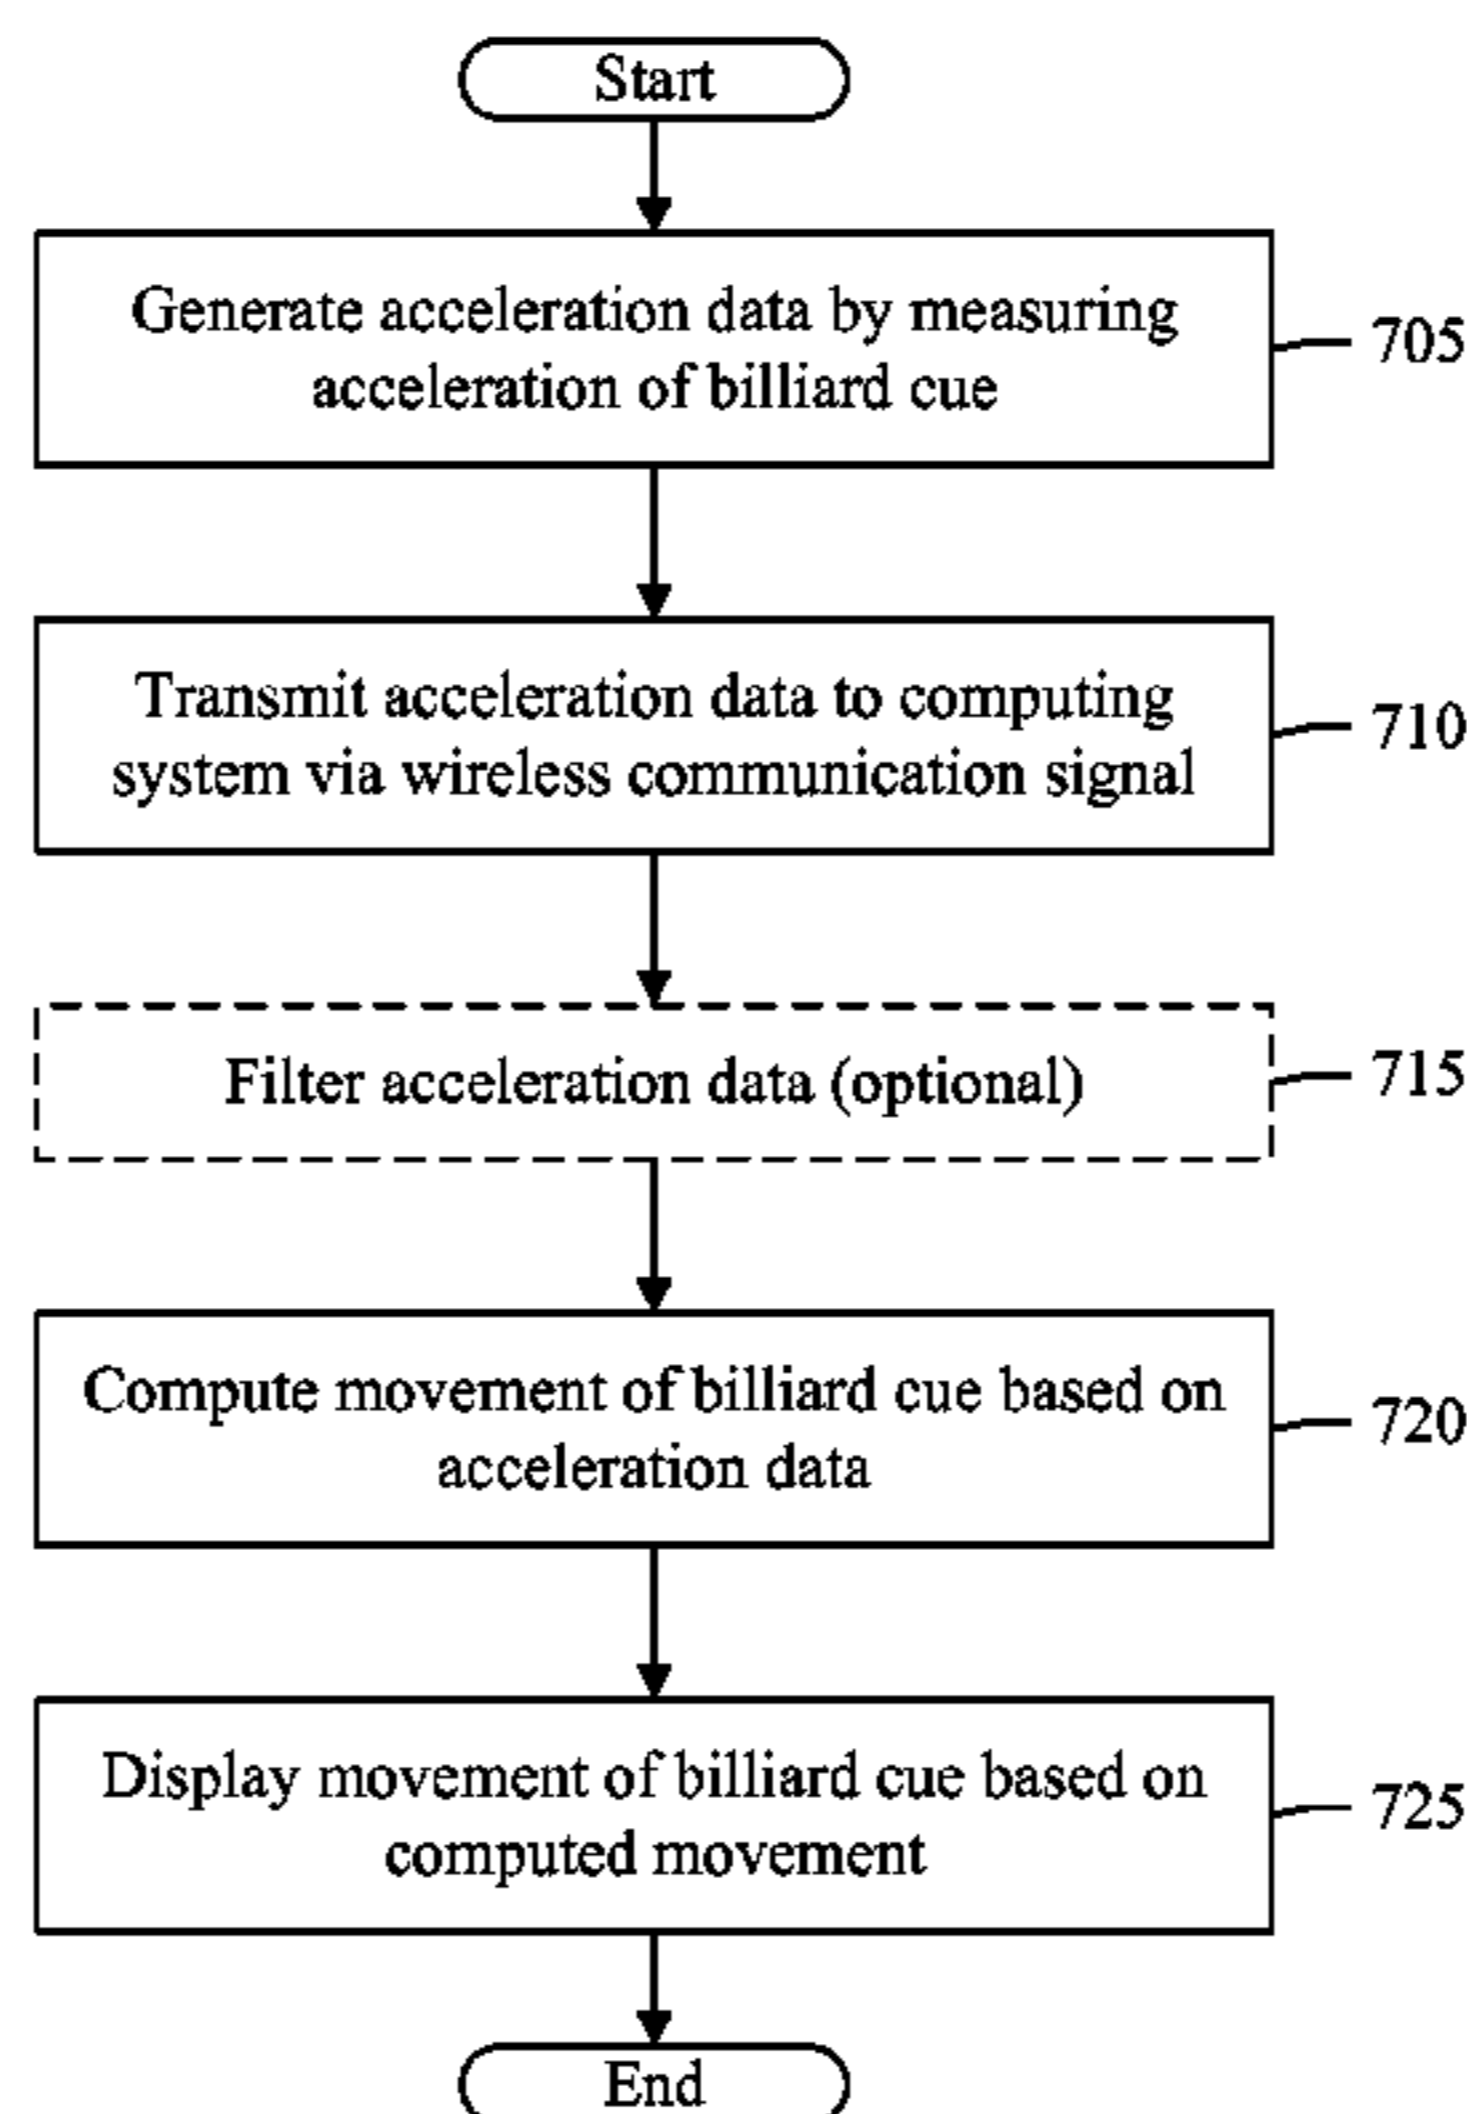 Start
Generate acceleration data by measuring
acceleration of billiard cue
705
Transmit acceleration data to computing
system via wireless communication signal
710
Filter acceleration data (optional)
715
Compute movement of billiard cue based on
acceleration data
720
Display movement of billiard cue based on
computed movement
725
End